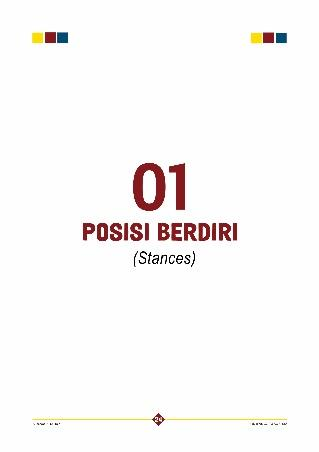 01
POSISI BERDIRI
(Stances)